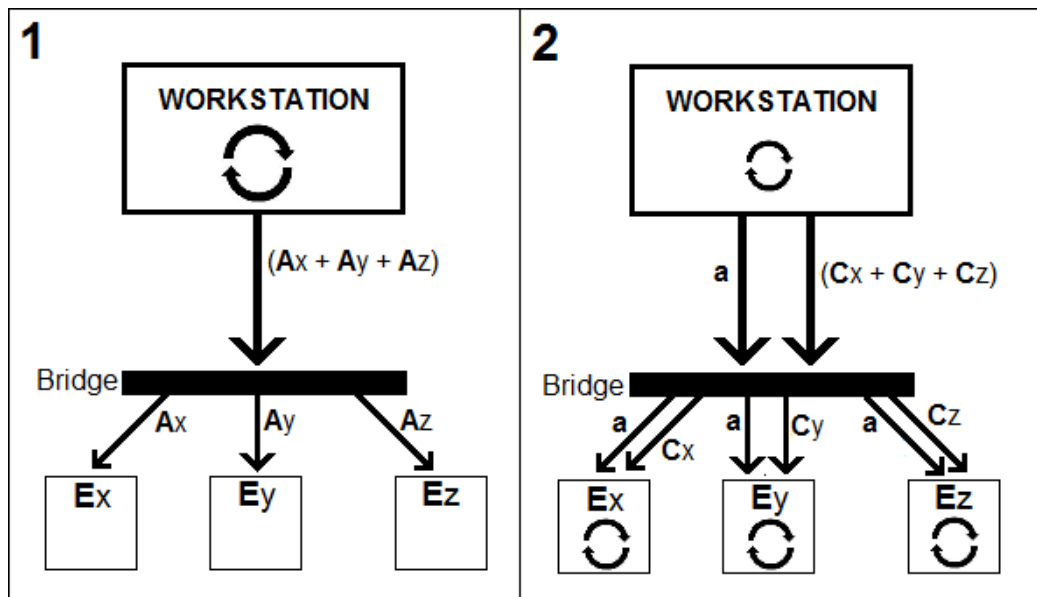 1
WORKSTATION
(Ax + Ay + Az)
Bridge
Ax
Ay
Az
Ex
Ey
Ez
2
WORKSTATION
a
(Cx + Cy + Cz)
Bridge
a
Cx
a
Cy
a
Cz
Ex
Ey
Ez